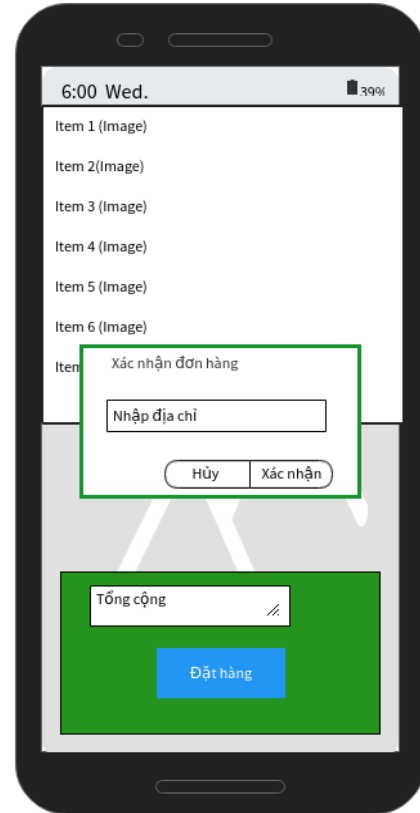 6:00 Wed.
39%
Item 1 (Image)
Item 2(Image)
Item 3 (Image)
Item 4 (Image)
Item 5 (Image)
Item 6 (Image)
Item
Xác nhận đơn hàng
Nhập địa chỉ
Hủy
Xác nhận
Tổng cộng
Đặt hàng